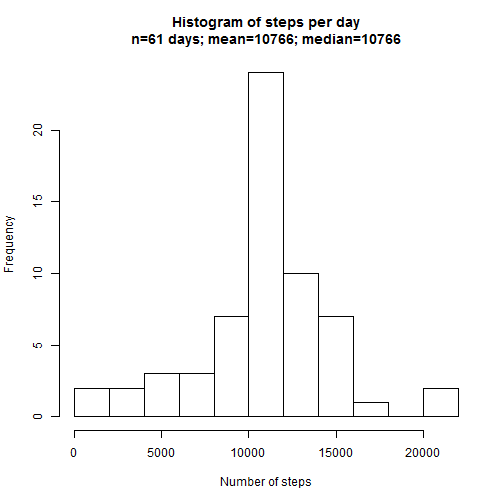 Histogram of steps per day
n=61 days; mean=10766; median=10766
20
15
10
5
0
Frequency
0 5000 10000 15000 20000
Number of steps